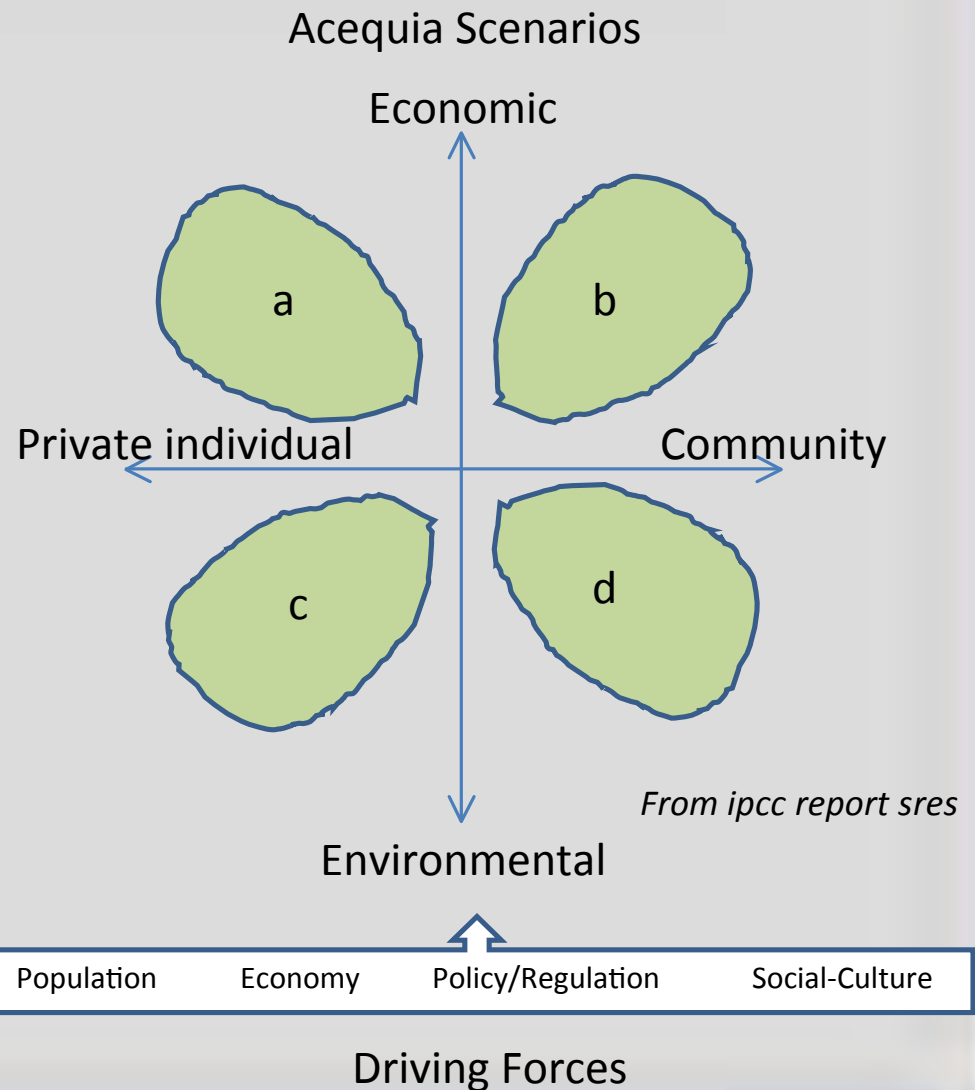 Acequia Scenarios
Economic
a
b
Private individual
Community
c
d
From ipcc report sres
Environmental
Population Economy Policy/Regulation Social-Culture
Driving Forces